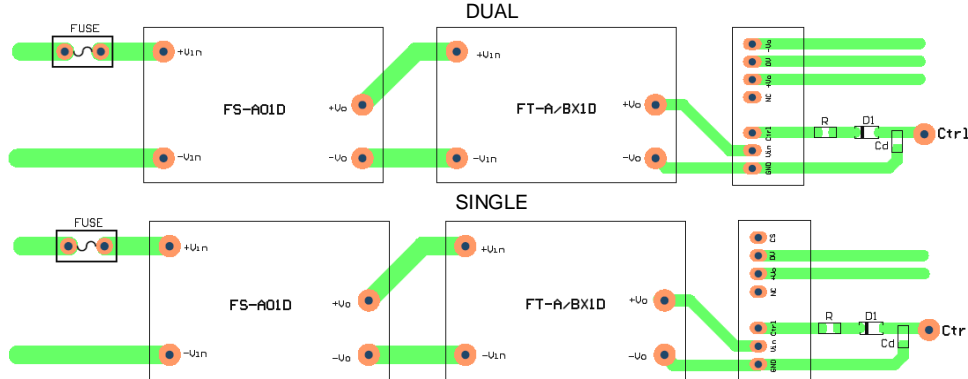 DUAL
FUSE
+Vin
FS-A01D
+Vo
-Vo
-Vin
+Vin
FT-A/BX1D
+Vo
-Vo
-Vin
-Vo
0V
+Vo
NC
Ctrl
Vin
GND
R
D1
Cd
Ctrl
SINGLE
FUSE
+Vin
FS-A01D
+Vo
-Vo
-Vin
+Vin
FT-A/BX1D
+Vo
-Vo
-Vin
CS
0V
+Vo
NC
Ctrl
Vin
GND
R
D1
Cd
Ctr